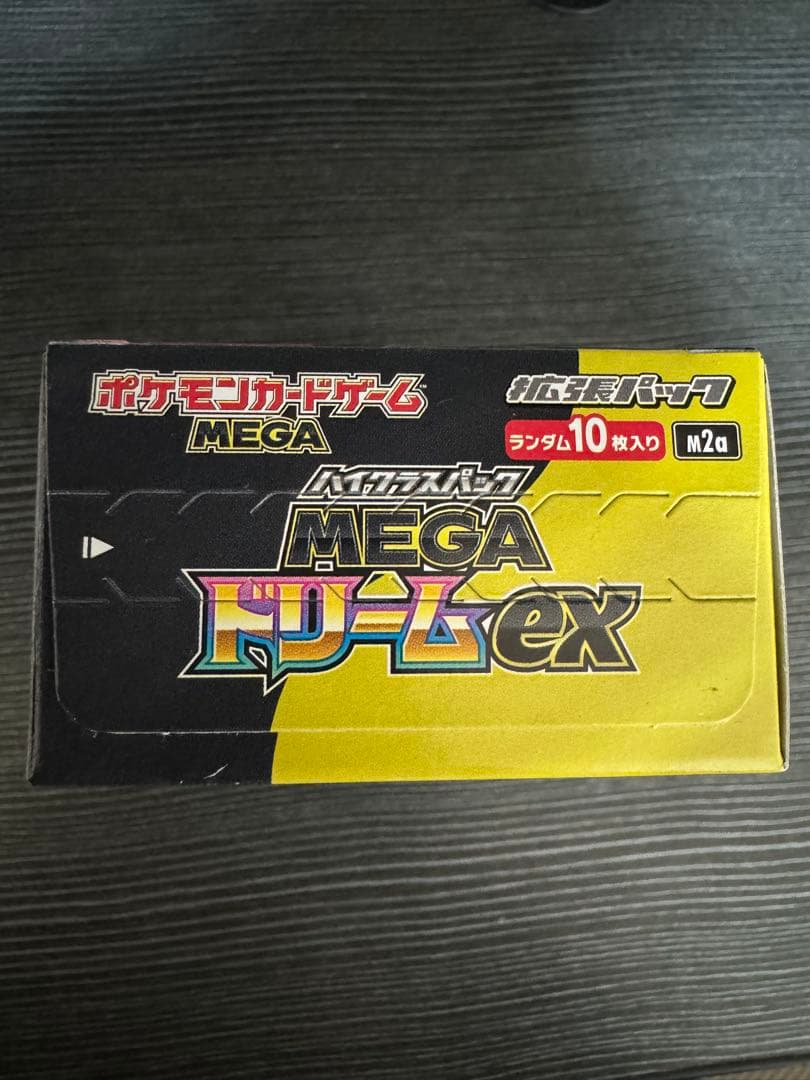 ポケモンカードゲーム™
MEGA
拡張パック
ランダム10枚入り
M2a
ハイクラスパック
MEGA
ドリームex